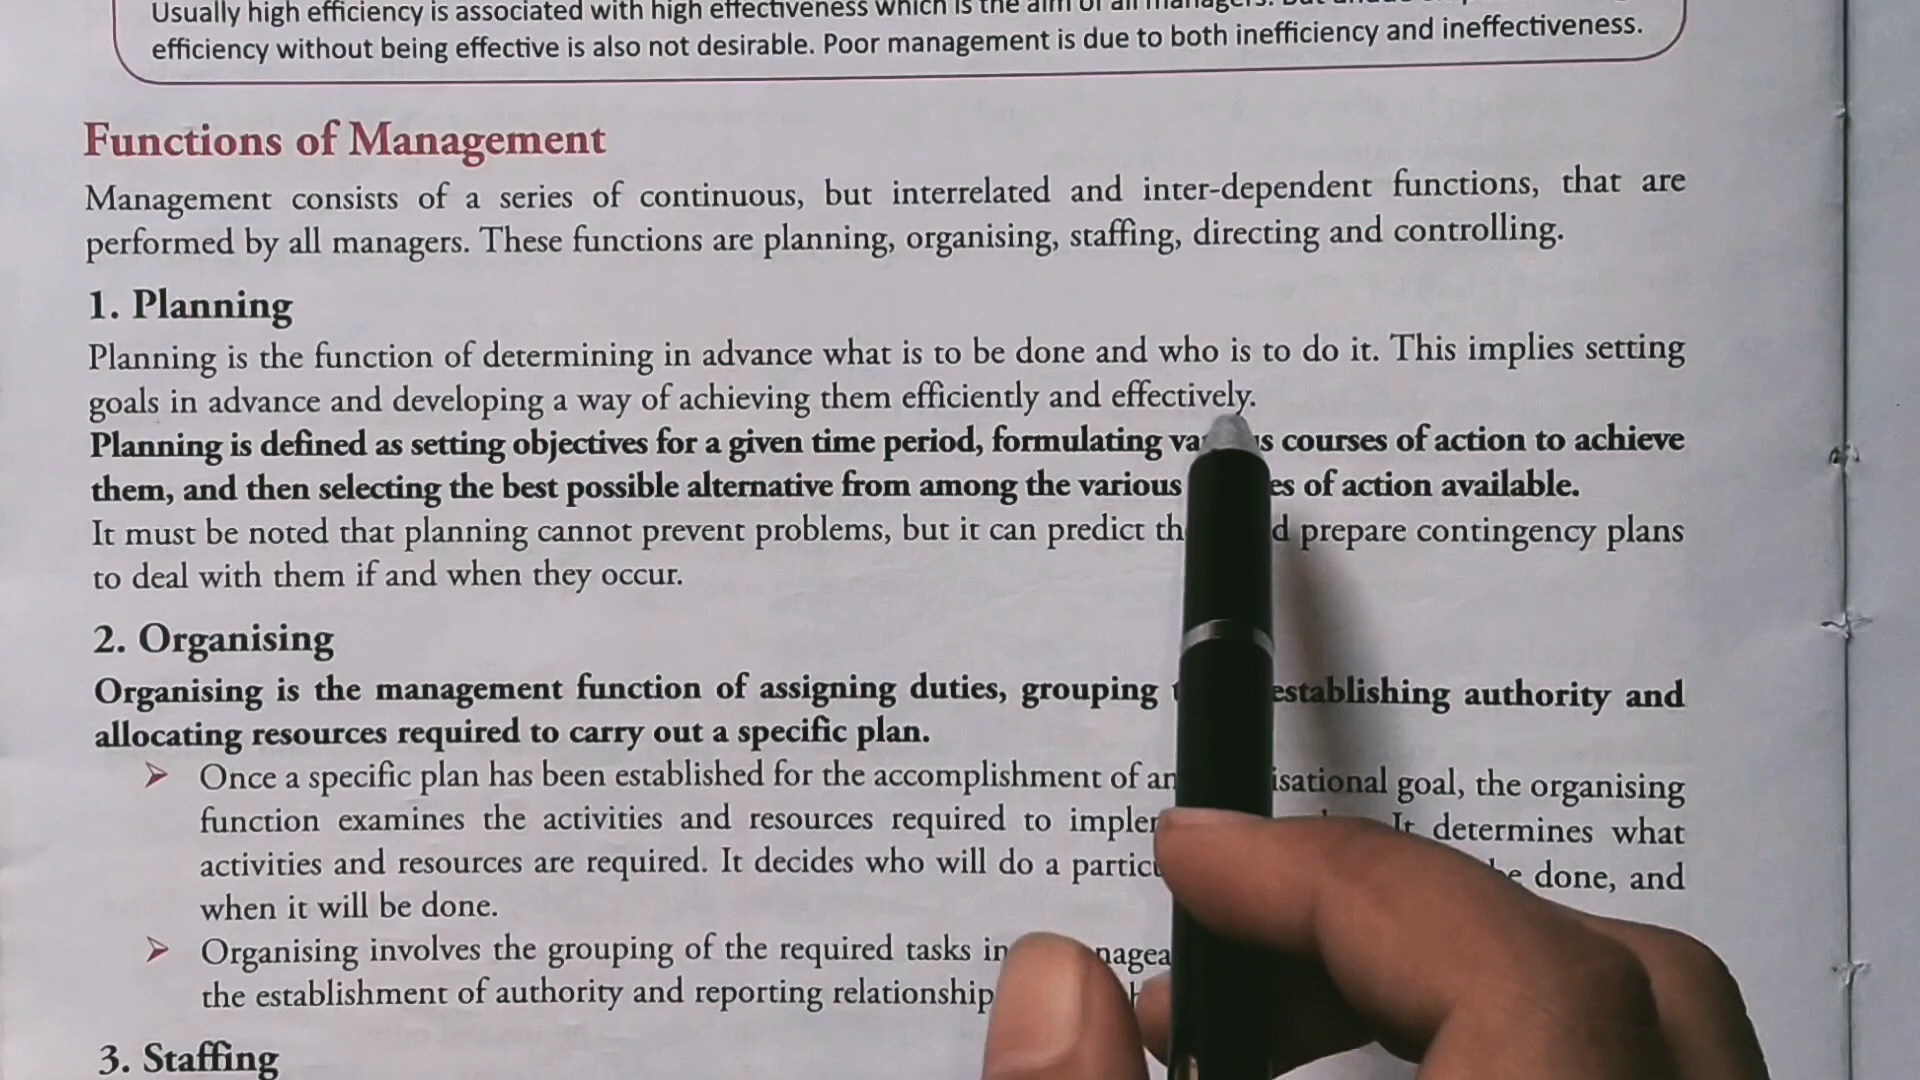 Usually high efficiency is associated with high effectiveness which is the aim of all managers. But
efficiency without being effective is also not desirable. Poor management is due to both inefficiency and ineffectiveness.
Functions of Management
Management consists of a series of continuous, but interrelated and inter-dependent functions, that are
performed by all managers. These functions are planning, organising, staffing, directing and controlling.
1. Planning
Planning is the function of determining in advance what is to be done and who is to do it. This implies setting
goals in advance and developing a way of achieving them efficiently and effectively.
Planning is defined as setting objectives for a given time period, formulating courses of action to achieve
them, and then selecting the best possible alternative from among the various of action available.
It must be noted that planning cannot prevent problems, but it can predict prepare contingency plans
to deal with them if and when they occur.
2. Organising
Organising is the management function of assigning duties, grouping establishing authority and
allocating resources required to carry out a specific plan.
➢ Once a specific plan has been established for the accomplishment of goal, the organising
function examines the activities and resources required to It determines what
activities and resources are required. It decides who will do a done, and
when it will be done.
➢ Organising involves the grouping of the required tasks
the establishment of authority and reporting
3. Staffing